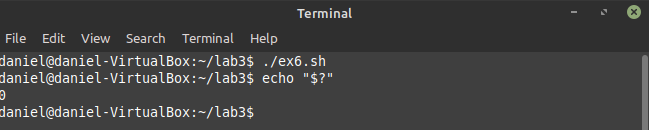 Terminal
File Edit View Search Terminal Help
daniel@daniel-VirtualBox:~/lab3$ ./ex6.sh
daniel@daniel-VirtualBox:~/lab3$ echo "$?"
0
daniel@daniel-VirtualBox:~/lab3$